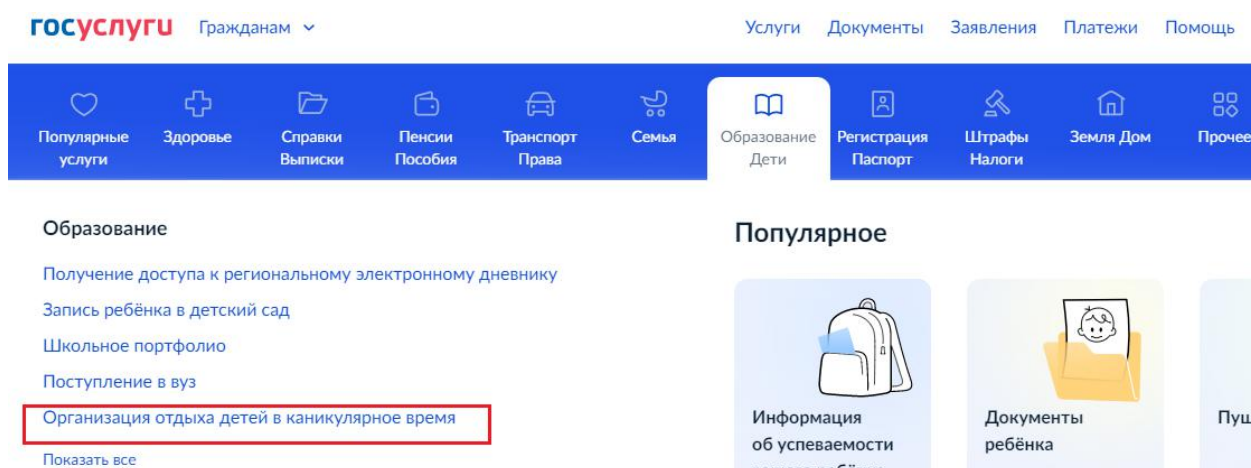 госуслуги Гражданам Услуги Документы Заявления Платежи Помощь
Популярные услуги
Здоровье
Справки Выписки
Пенсии Пособия
Транспорт Права
Семья
Образование Дети
Регистрация Паспорт
Штрафы Налоги
Земля Дом
Прочее
Образование
Получение доступа к региональному электронному дневнику
Запись ребёнка в детский сад
Школьное портфолио
Поступление в вуз
Организация отдыха детей в каникулярное время
Показать все
Популярное
Информация
об успеваемости
Документы
ребёнка